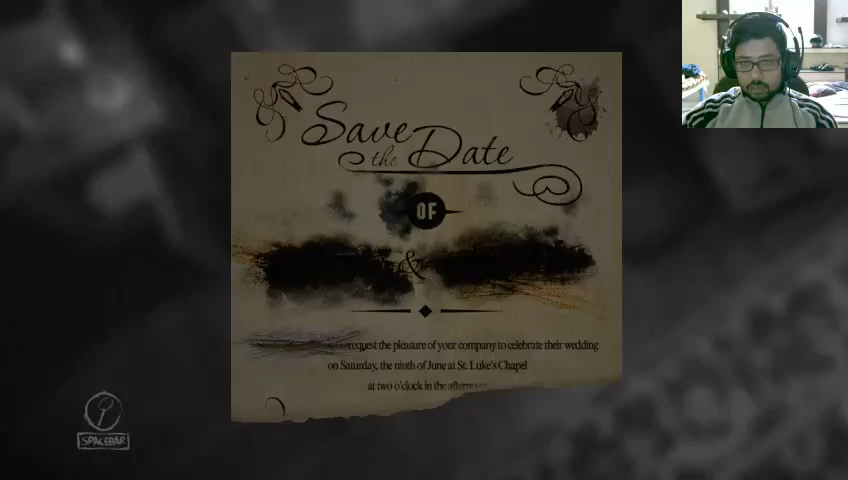 Save
the Date
OF
&
request the pleasure of your company to celebrate their wedding
on Saturday, the ninth of June at St. Luke's Chapel
at two o'clock in the afternoon
SPACEBAR